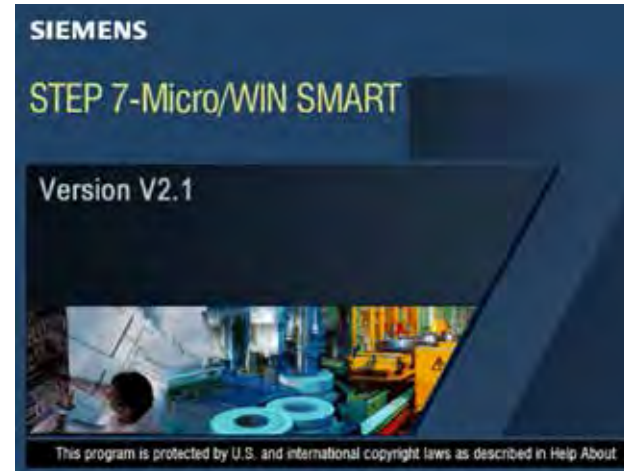 SIEMENS
STEP 7-Micro/WIN SMART
Version V2.1
This program is protected by U.S. and international copyright laws as described in Help About